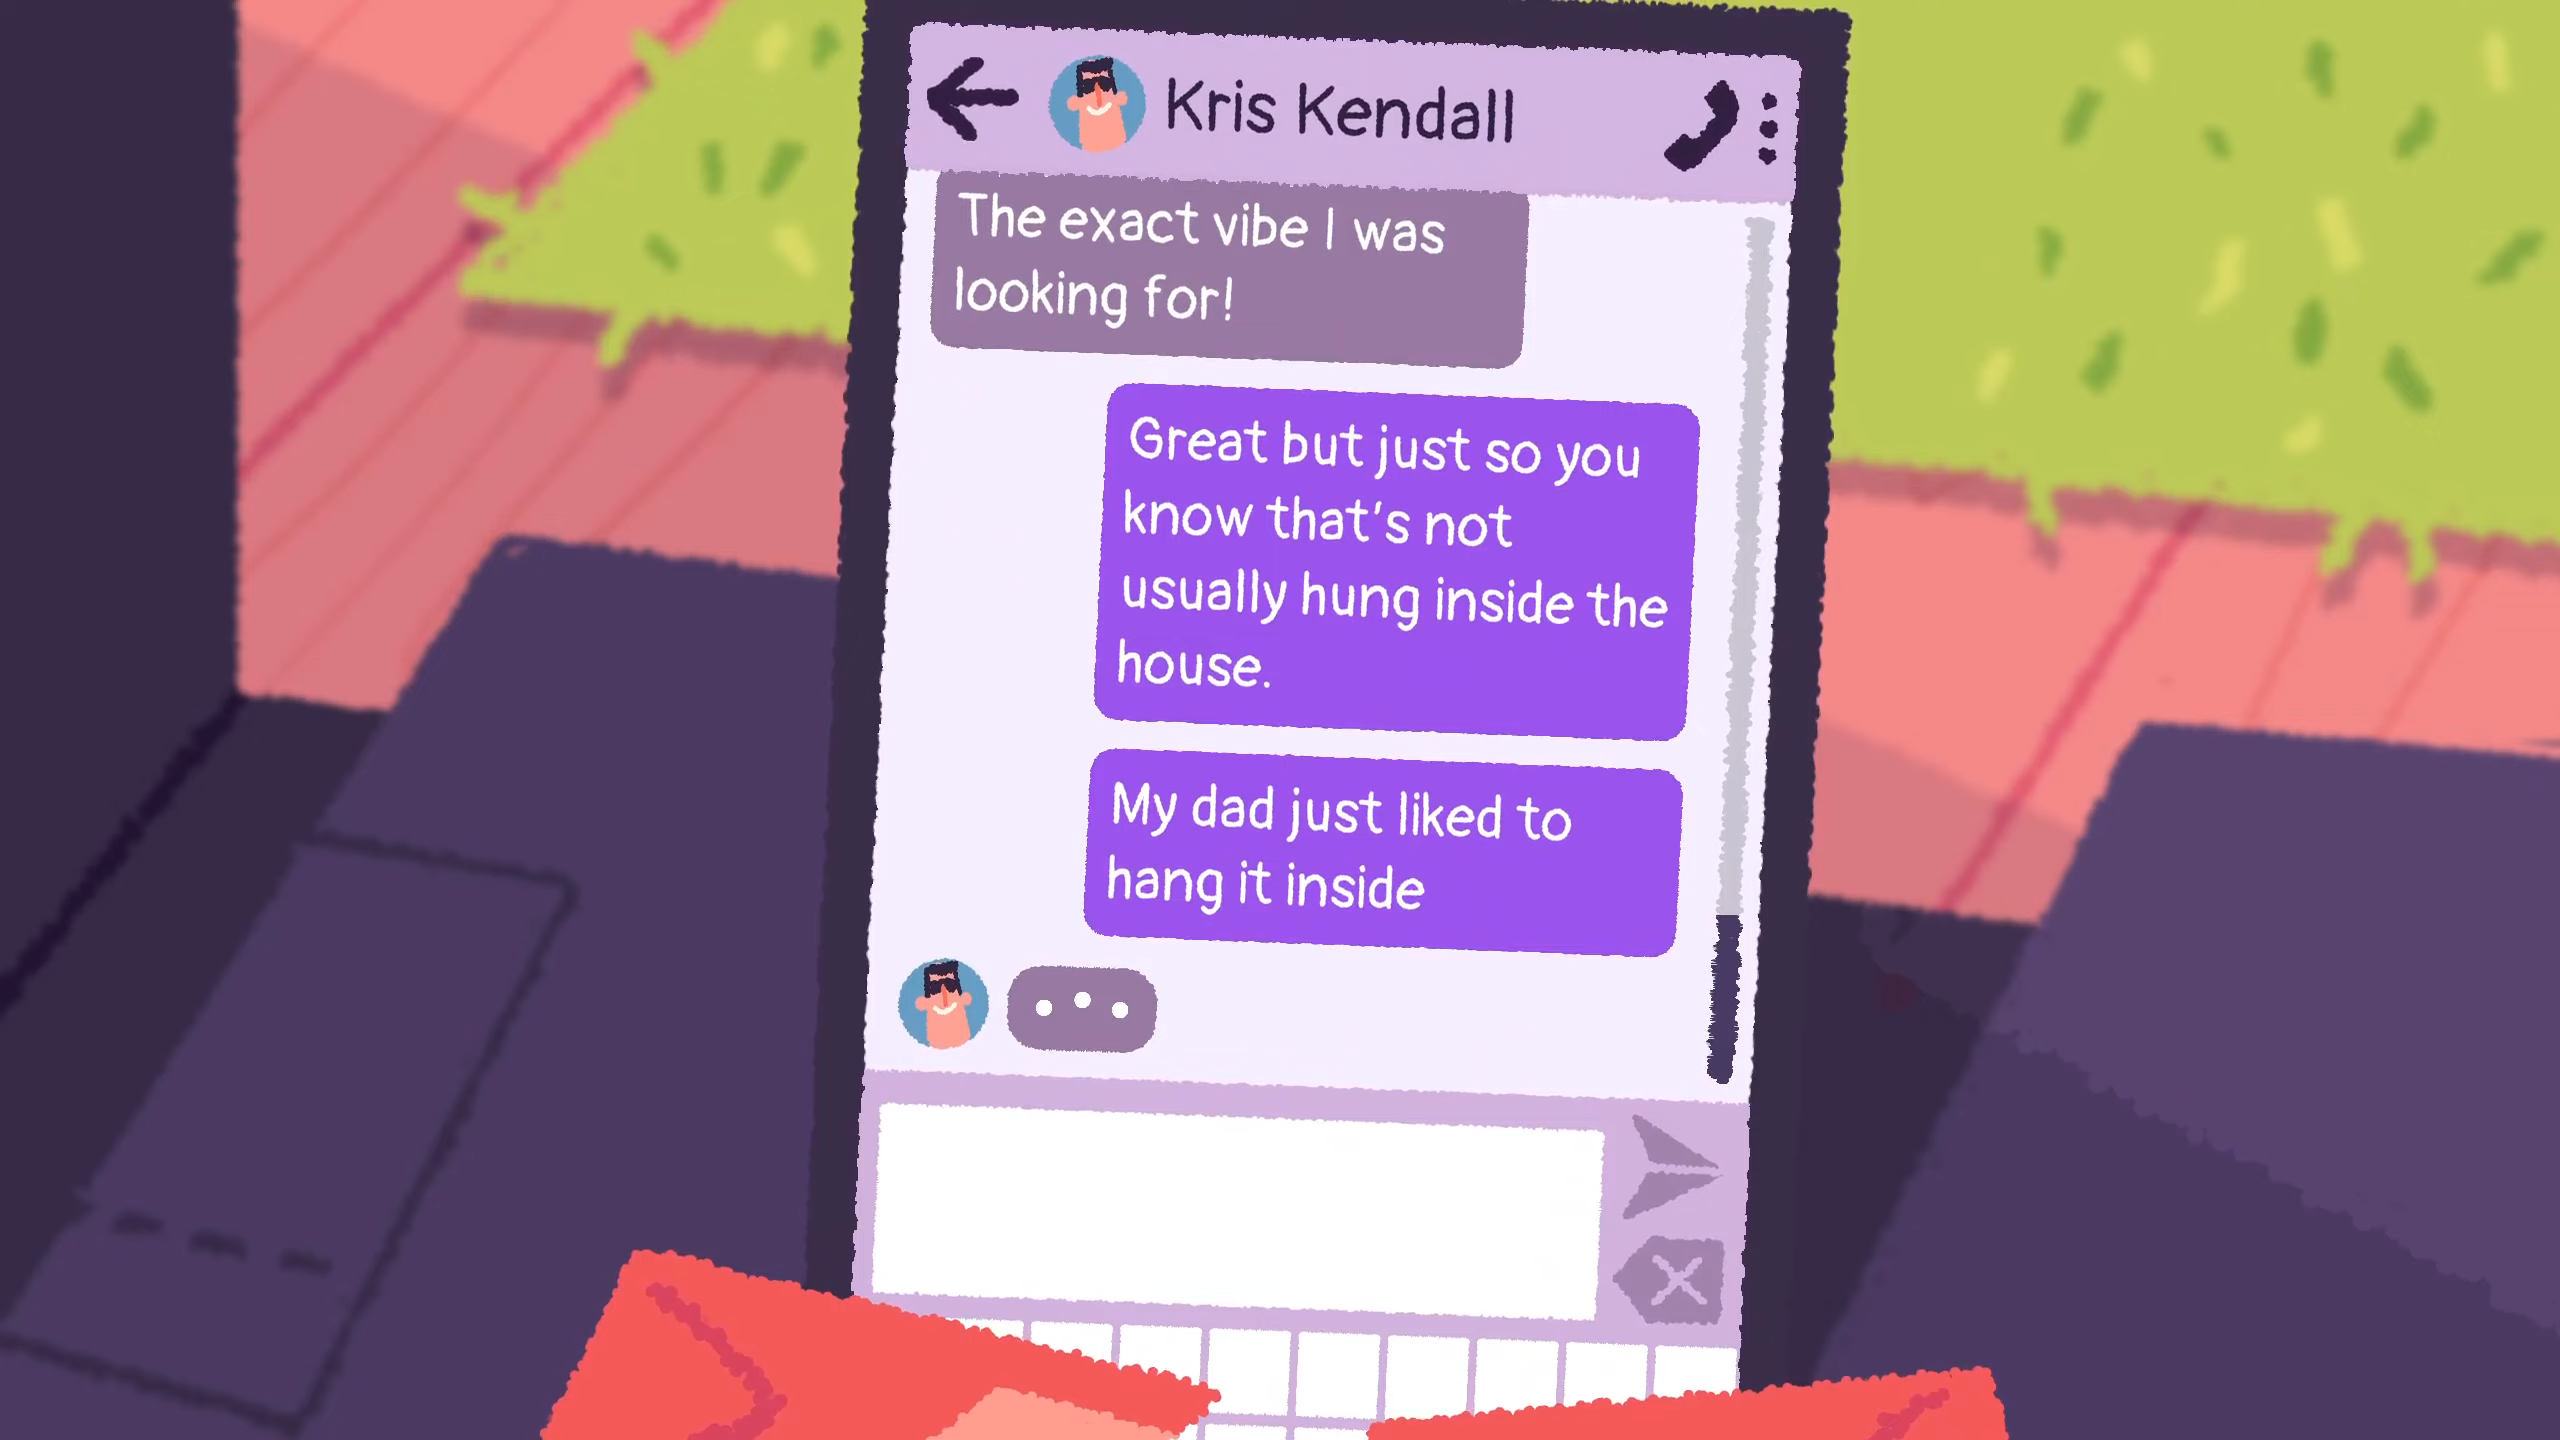 Kris Kendall
The exact vibe I was
looking for!
Great but just so you
know that's not
usually hung inside the
house.
My dad just liked to
hang it inside